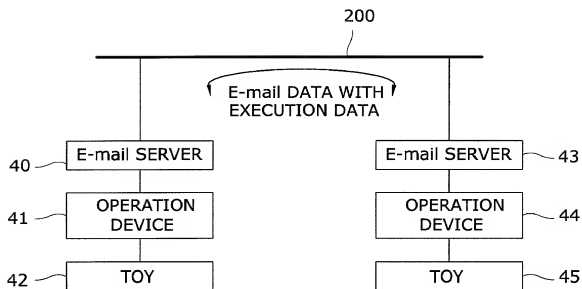 200
E-mail DATA WITH
EXECUTION DATA
E-mail SERVER
40
E-mail SERVER
43
41
OPERATION
DEVICE
OPERATION
DEVICE
44
42
TOY
TOY
45